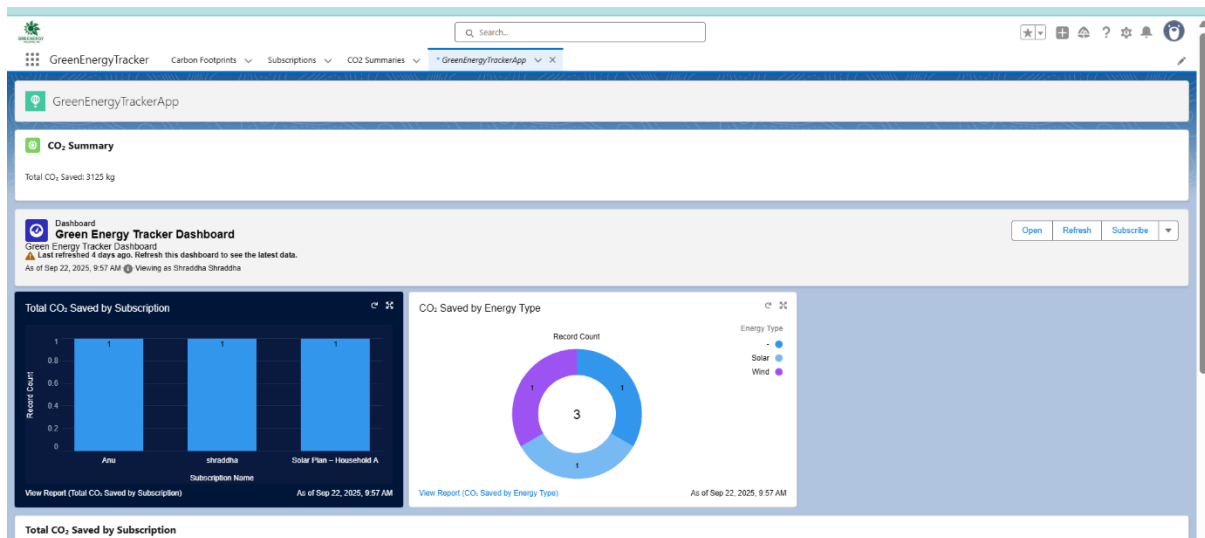 Search...
GreenEnergyTracker
Carbon Footprints
Subscriptions
CO2 Summaries
* GreenEnergyTrackerApp
GreenEnergyTrackerApp
CO₂ Summary
Total CO₂ Saved: 3125 kg
Dashboard
Green Energy Tracker Dashboard
Green Energy Tracker Dashboard
Last refreshed 4 days ago. Refresh this dashboard to see the latest data.
As of Sep 22, 2025, 9:57 AM Viewing as Shraddha Shraddha
Open
Refresh
Subscribe
Total CO₂ Saved by Subscription
Record Count
1
0.8
0.6
0.4
0.2
0
1
1
1
Anu
shraddha
Solar Plan – Household A
Subscription Name
View Report (Total CO₂ Saved by Subscription)
As of Sep 22, 2025, 9:57 AM
CO₂ Saved by Energy Type
Record Count
1
1
3
1
Energy Type
-
Solar
Wind
View Report (CO₂ Saved by Energy Type)
As of Sep 22, 2025, 9:57 AM
Total CO₂ Saved by Subscription